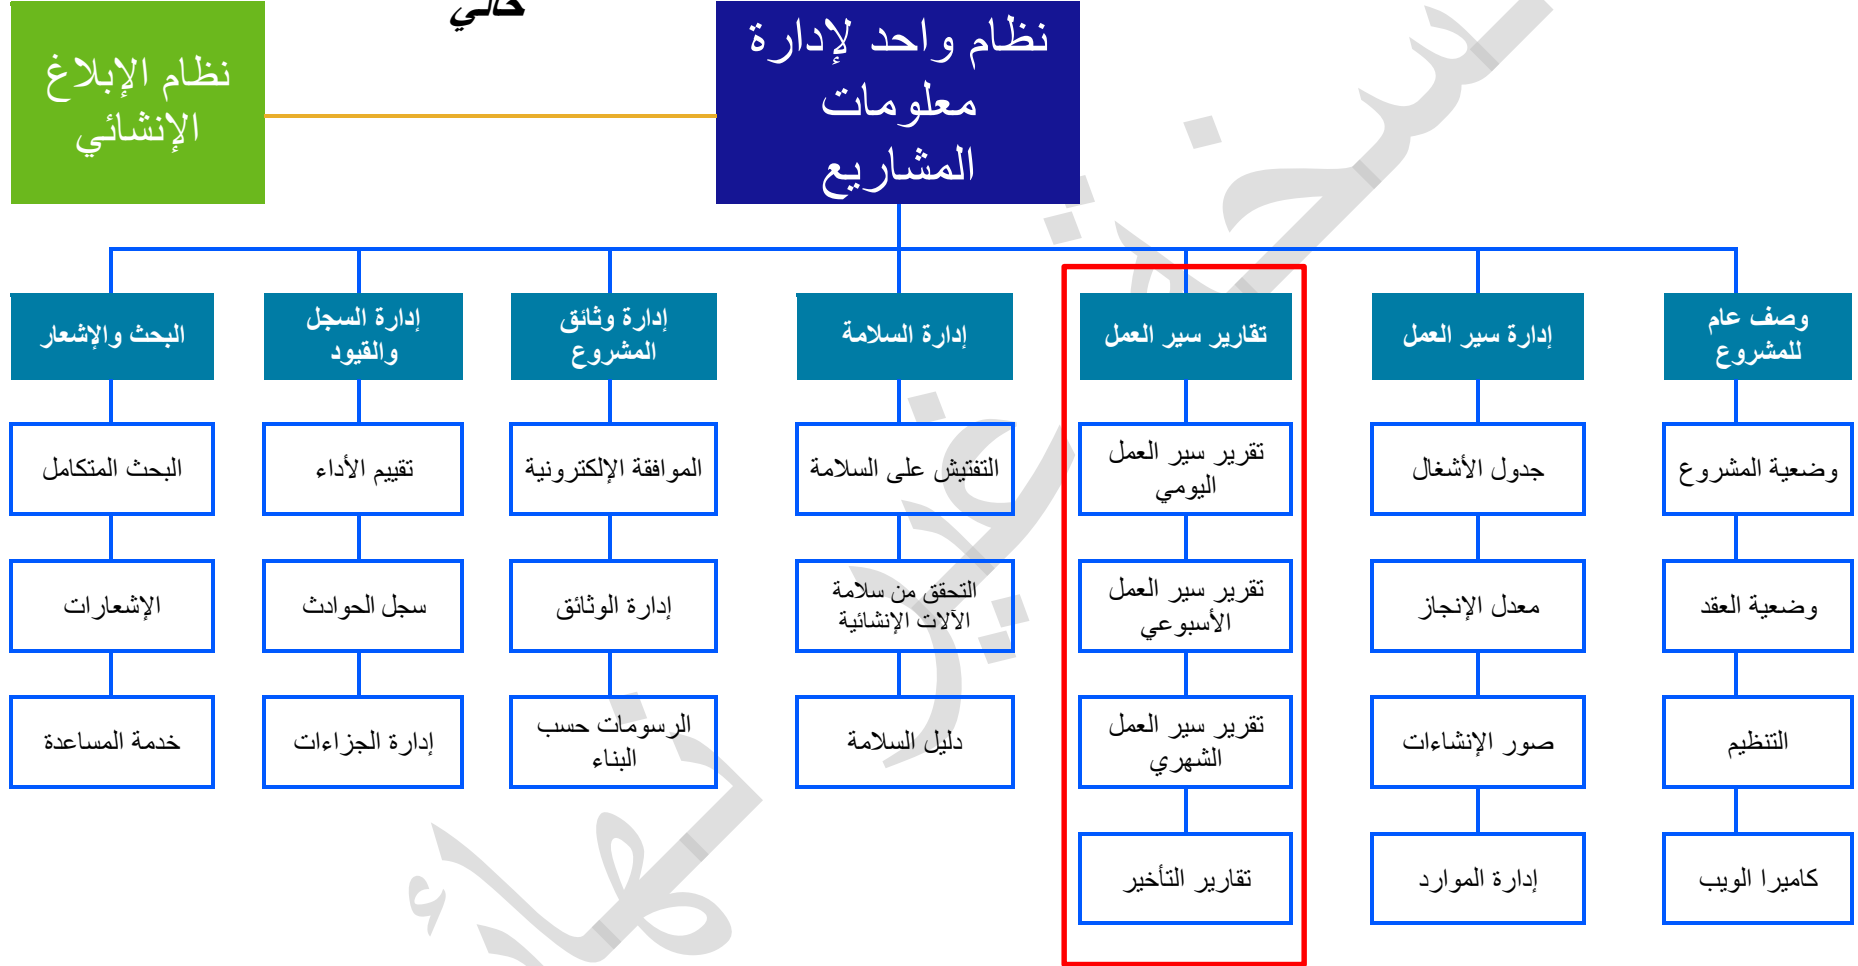 حالي
نظام واحد لإدارة
معلومات
المشاريع
نظام الإبلاغ
الإنشائي
وصف عام
للمشروع
إدارة سير العمل
تقارير سير العمل
إدارة السلامة
إدارة وثائق
المشروع
إدارة السجل
والقيود
البحث والإشعار
وضعية المشروع
جدول الأشغال
تقرير سير العمل
اليومي
التفتيش على السلامة
الموافقة الإلكترونية
تقييم الأداء
البحث المتكامل
وضعية العقد
معدل الإنجاز
تقرير سير العمل
الأسبوعي
التحقق من سلامة
الآلات الإنشائية
إدارة الوثائق
سجل الحوادث
الإشعارات
التنظيم
صور الإنشاءات
تقرير سير العمل
الشهري
دليل السلامة
الرسومات حسب
البناء
إدارة الجزاءات
خدمة المساعدة
كاميرا الويب
إدارة الموارد
تقارير التأخير